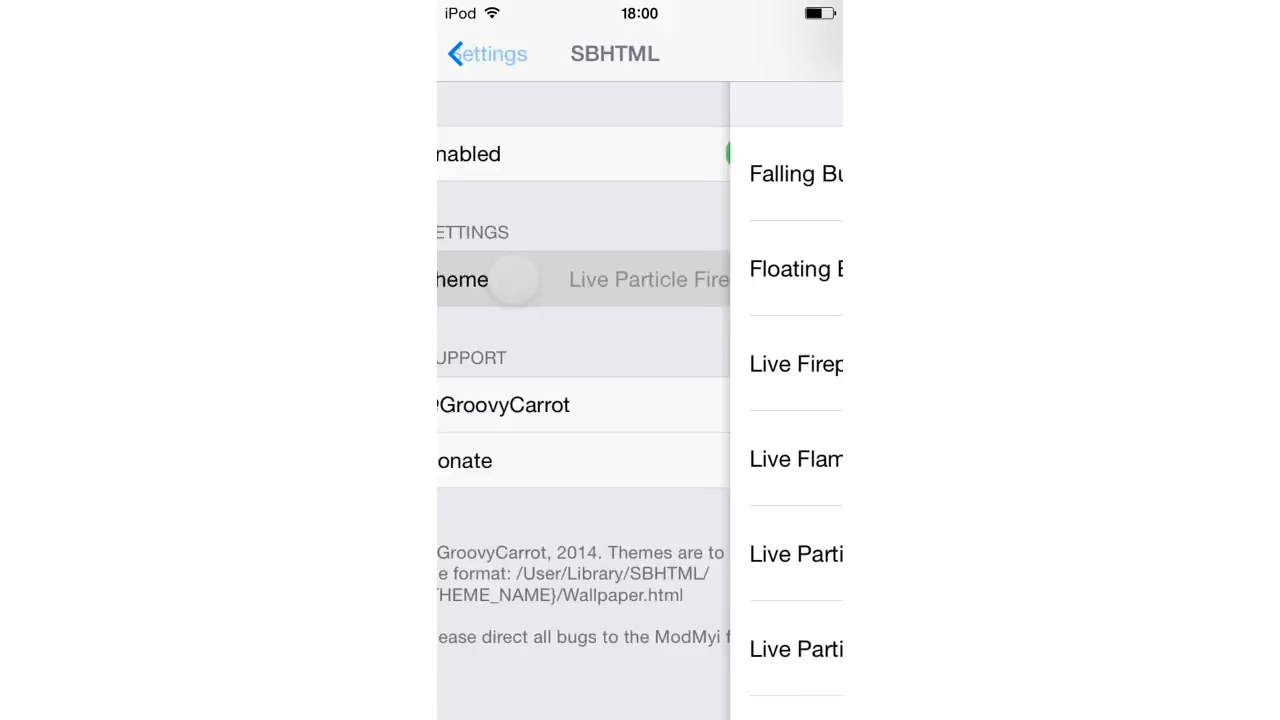 iPod
18:00
ettings
SBHTML
nabled
ETTINGS
heme
Live Particle Fire
UPPORT
GroovyCarrot
onate
GroovyCarrot, 2014. Themes are to
e format: /User/Library/SBHTML/
THEME_NAME}/Wallpaper.html
ease direct all bugs to the ModMyi f
Falling Bu
Floating
Live Firep
Live Flam
Live Parti
Live Parti